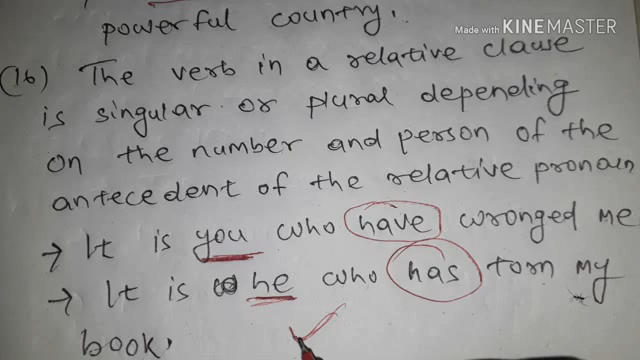 powerful country.
Made with KINEMASTER
(16) The verb in a relative clause
is singular or plural depending
on the number and person of the
antecedent of the relative pronoun
→ It is you who have wronged me
→ It is he who has torn my
book.